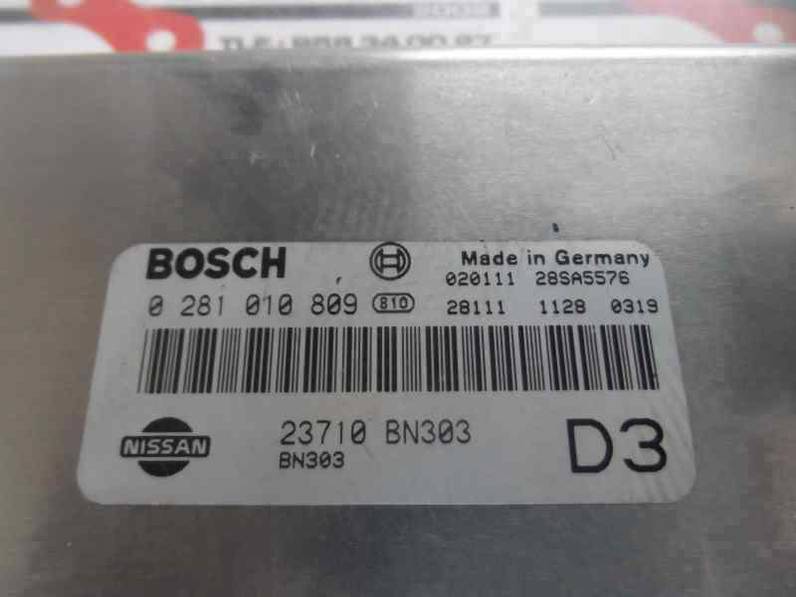 BOSCH Made in Germany
020111 28SA5576
0 281 010 809 810 28111 1128 0319
NISSAN 23710 BN303 D3
BN303